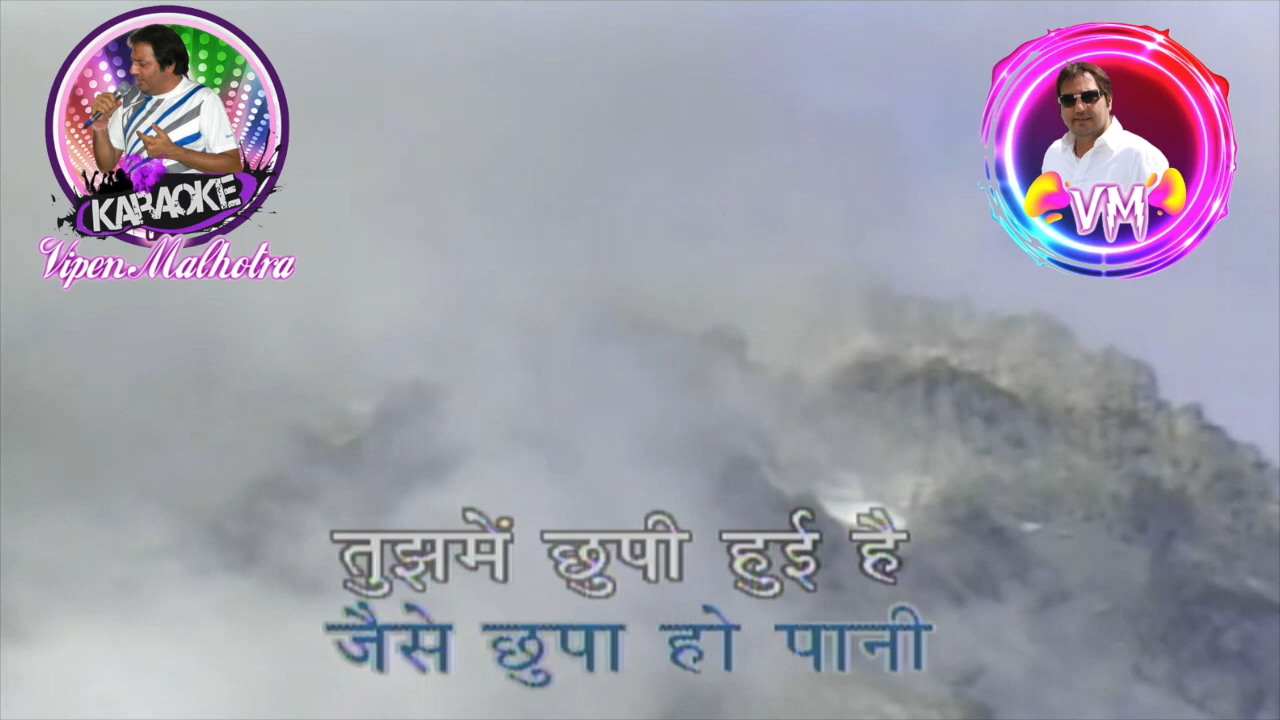 KARAOKE
Vipen Malhotra
VM
तुझमें छुपी हुई है
जैसे छुपा हो पानी